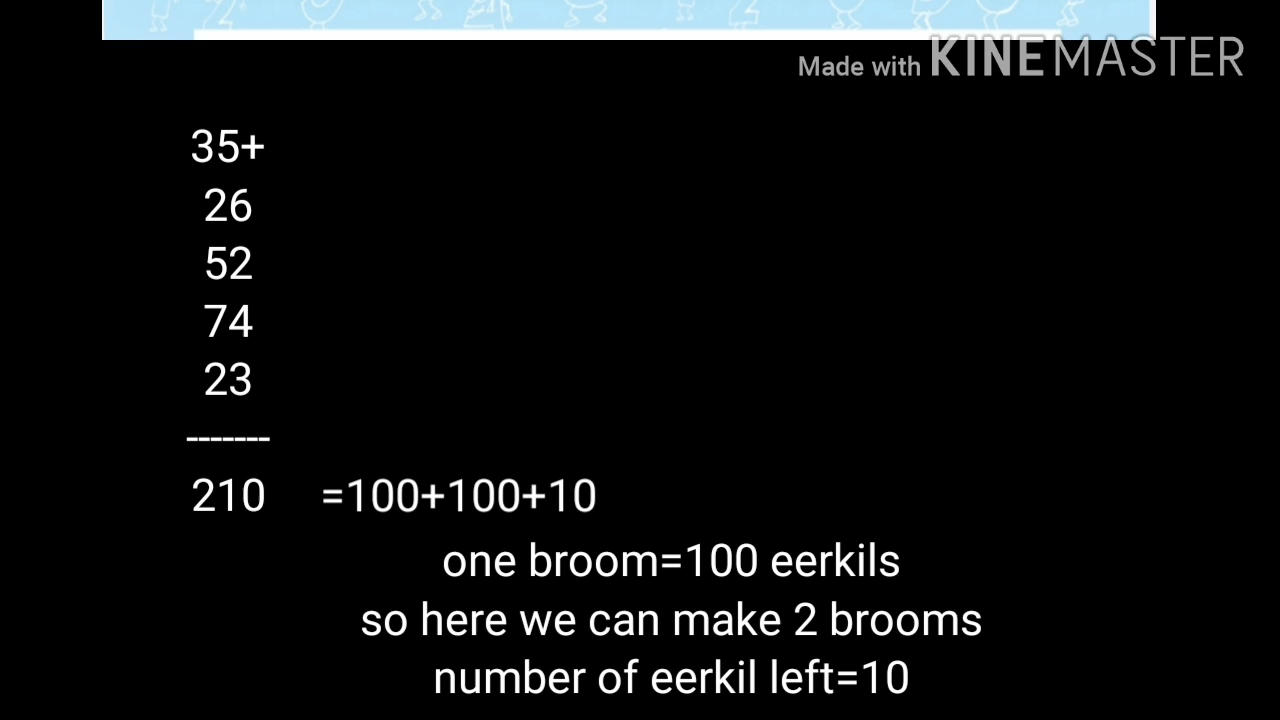 Made with KINEMASTER
35+
26
52
74
23
-------
210 =100+100+10
one broom=100 eerkils
so here we can make 2 brooms
number of eerkil left=10